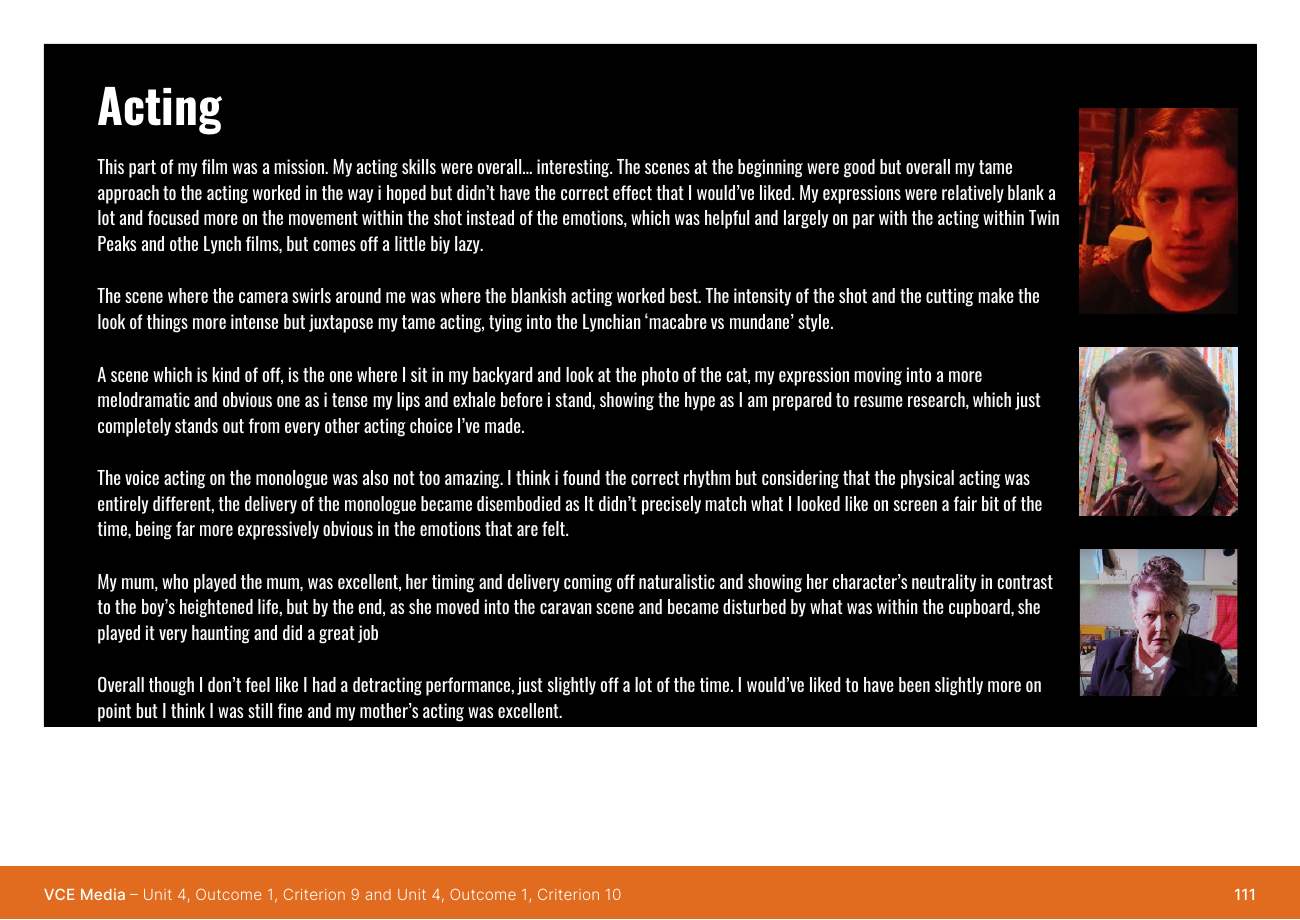 Acting
This part of my film was a mission. My acting skills were overall… interesting. The scenes at the beginning were good but overall my tame
approach to the acting worked in the way i hoped but didn’t have the correct effect that I would’ve liked. My expressions were relatively blank a
lot and focused more on the movement within the shot instead of the emotions, which was helpful and largely on par with the acting within Twin
Peaks and othe Lynch films, but comes off a little biy lazy.
The scene where the camera swirls around me was where the blankish acting worked best. The intensity of the shot and the cutting make the
look of things more intense but juxtapose my tame acting, tying into the Lynchian ‘macabre vs mundane’ style.
A scene which is kind of off, is the one where I sit in my backyard and look at the photo of the cat, my expression moving into a more
melodramatic and obvious one as i tense my lips and exhale before i stand, showing the hype as I am prepared to resume research, which just
completely stands out from every other acting choice I’ve made.
The voice acting on the monologue was also not too amazing. I think i found the correct rhythm but considering that the physical acting was
entirely different, the delivery of the monologue became disembodied as It didn’t precisely match what I looked like on screen a fair bit of the
time, being far more expressively obvious in the emotions that are felt.
My mum, who played the mum, was excellent, her timing and delivery coming off naturalistic and showing her character’s neutrality in contrast
to the boy’s heightened life, but by the end, as she moved into the caravan scene and became disturbed by what was within the cupboard, she
played it very haunting and did a great job
Overall though I don’t feel like I had a detracting performance, just slightly off a lot of the time. I would’ve liked to have been slightly more on
point but I think I was still fine and my mother’s acting was excellent.
VCE Media – Unit 4, Outcome 1, Criterion 9 and Unit 4, Outcome 1, Criterion 10
111